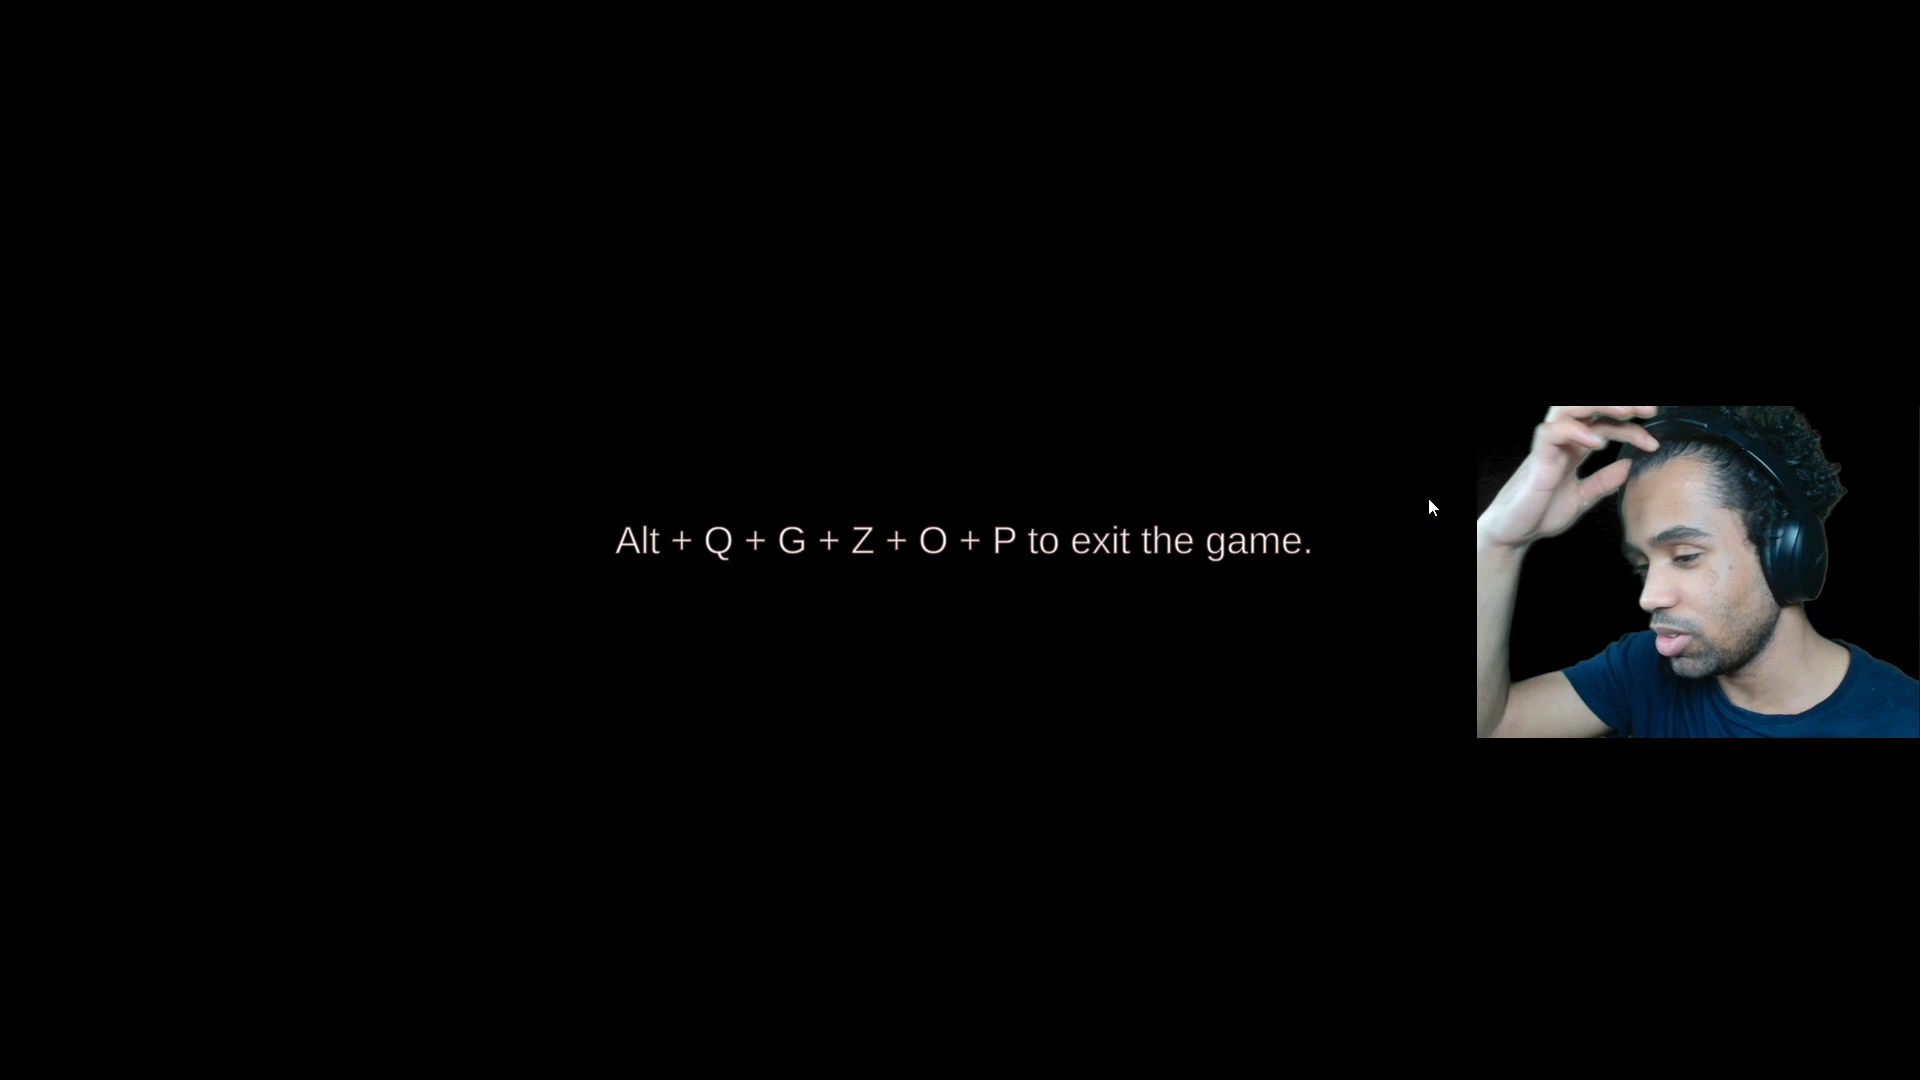 Alt + Q + G + Z + O + P to exit the game.